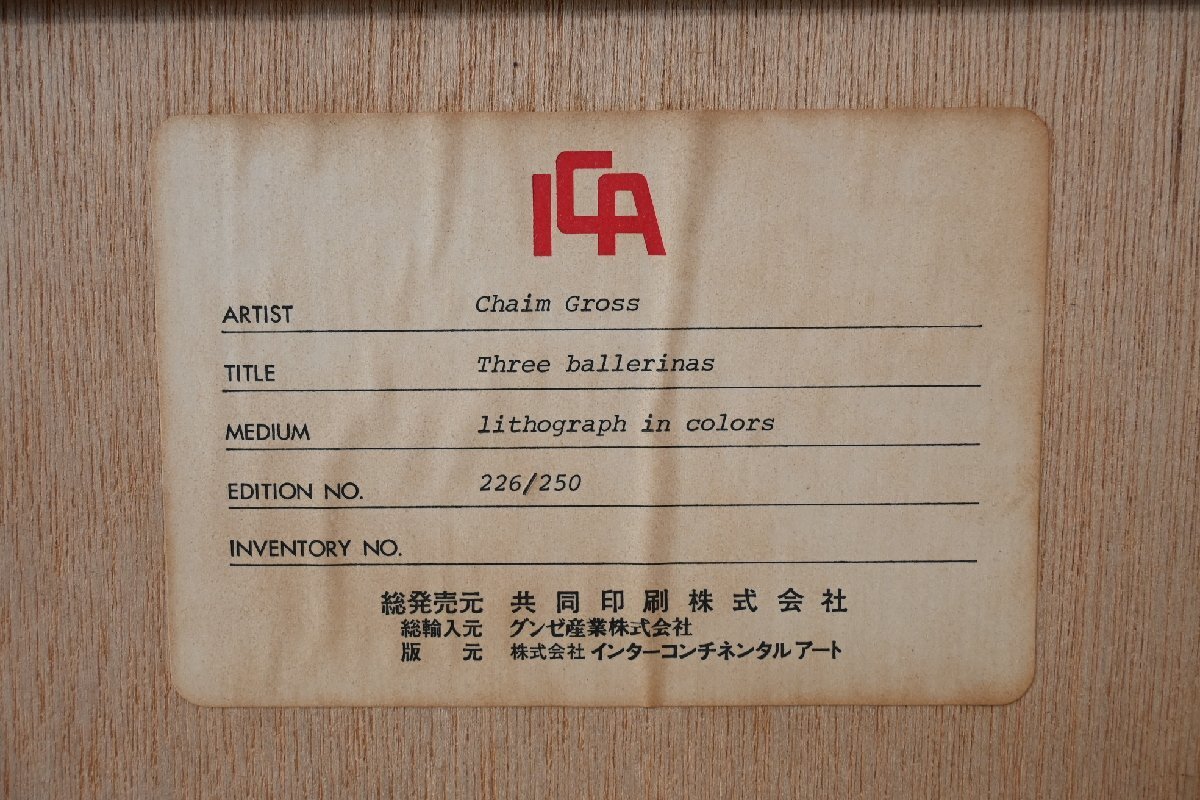 ICA
ARTIST Chaim Gross
TITLE Three ballerinas
MEDIUM lithograph in colors
EDITION NO. 226/250
INVENTORY NO.
総発売元 共同印刷株式会社
総輸入元 グンゼ産業株式会社
版元 株式会社インターコンチネンタルアート